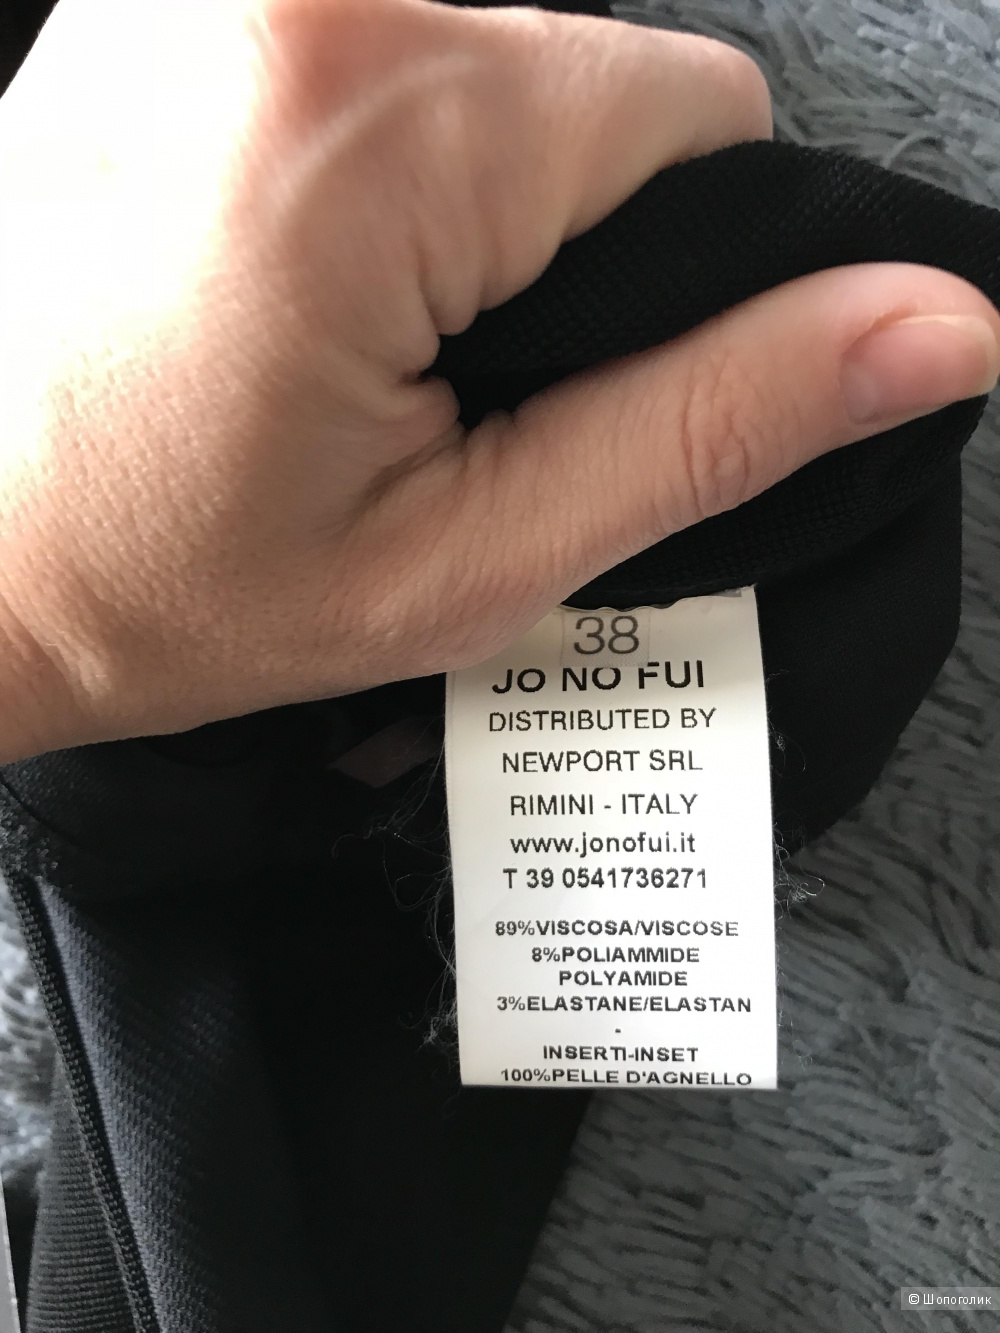 38
JO NO FUI
DISTRIBUTED BY
NEWPORT SRL
RIMINI - ITALY
www.jonofui.it
T 39 0541736271
89%VISCOSA/VISCOSE
8%POLIAMMIDE
POLYAMIDE
3%ELASTANE/ELASTAN
-
INSERTI-INSET
100%PELLE D'AGNELLO
© Шопоголик